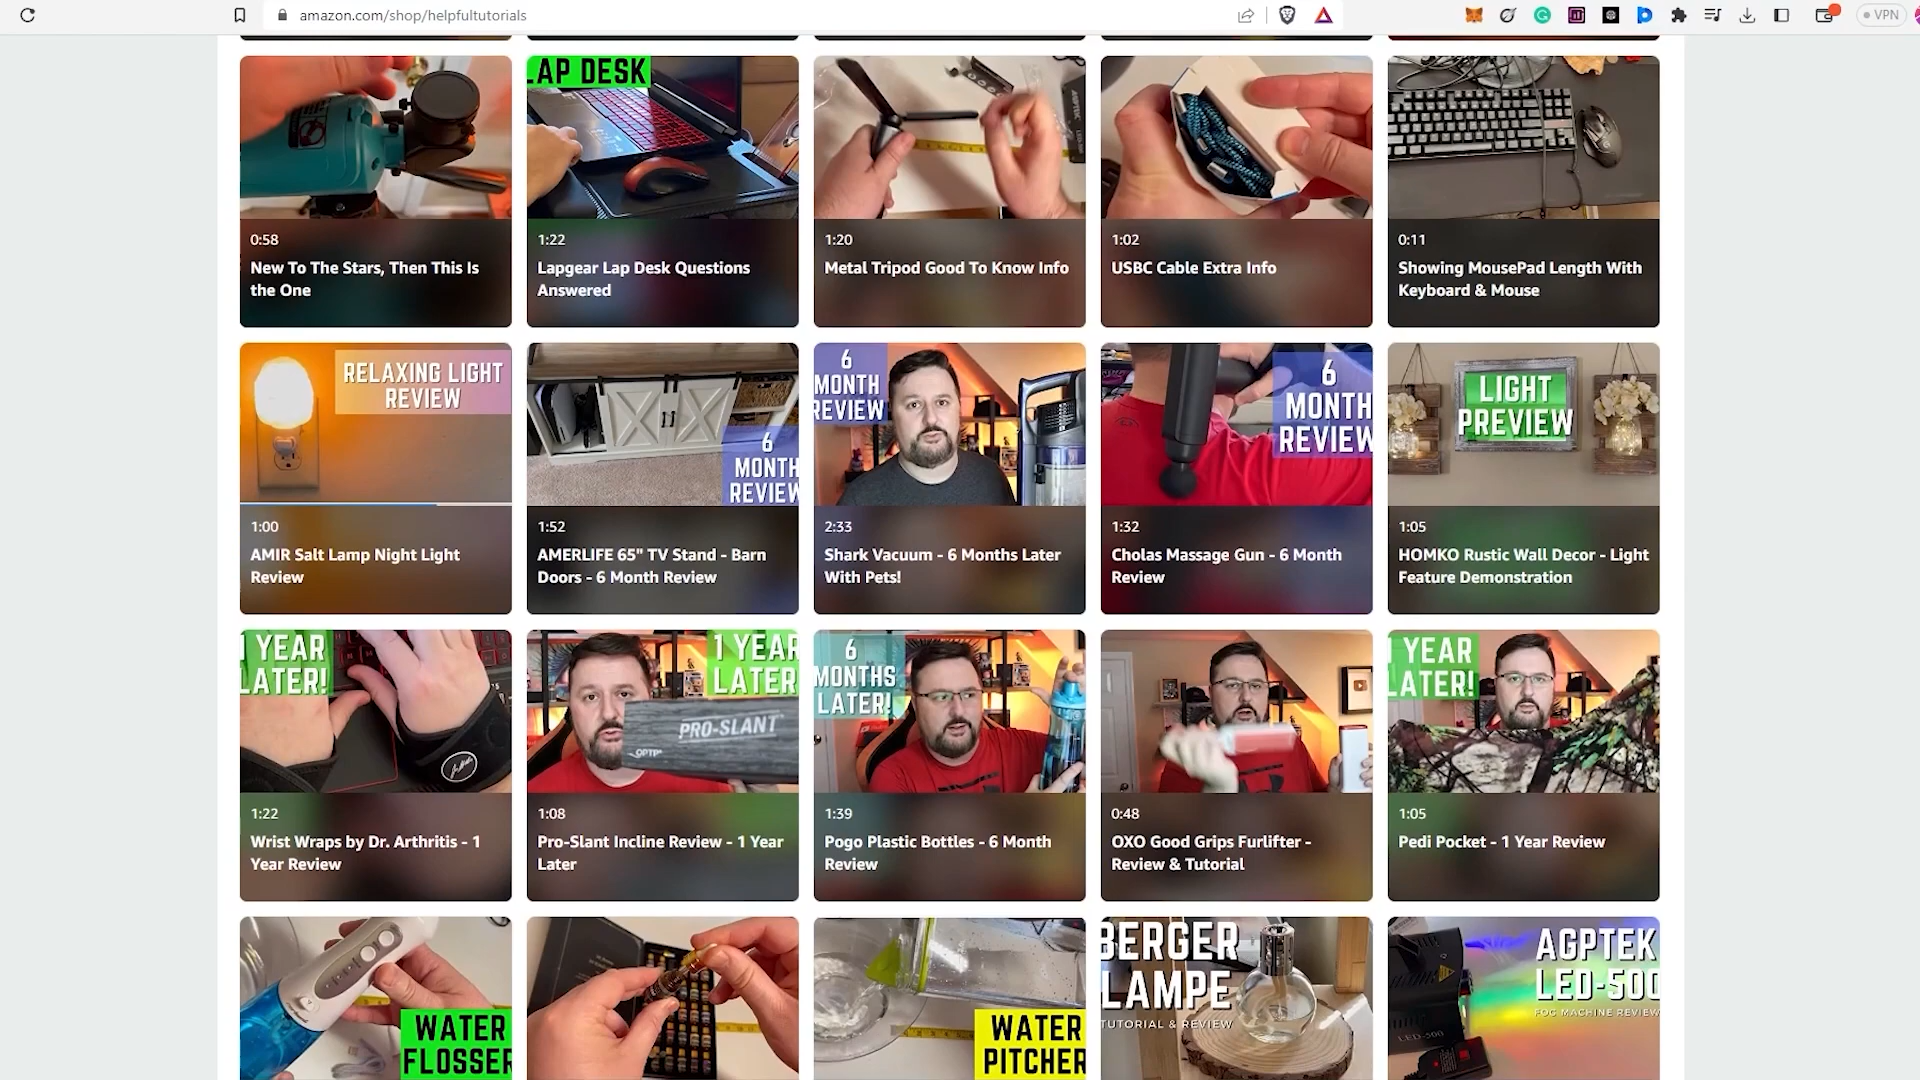 amazon.com/shop/helpfultutorials
VPN
LAP DESK
0:58
New To The Stars, Then This Is
the One
1:22
Lapgear Lap Desk Questions
Answered
1:20
Metal Tripod Good To Know Info
1:02
USBC Cable Extra Info
0:11
Showing MousePad Length With
Keyboard & Mouse
RELAXING LIGHT
REVIEW
1:00
AMIR Salt Lamp Night Light
Review
6
MONTH
REVIEW
1:52
AMERLIFE 65" TV Stand - Barn
Doors - 6 Month Review
6
MONTH
REVIEW
2:33
Shark Vacuum - 6 Months Later
With Pets!
6
MONTH
REVIEW
1:32
Cholas Massage Gun - 6 Month
Review
LIGHT
PREVIEW
1:05
HOMKO Rustic Wall Decor - Light
Feature Demonstration
1 YEAR
LATER!
1:22
Wrist Wraps by Dr. Arthritis - 1
Year Review
1 YEAR
LATER
PRO-SLANT
OPTP
1:08
Pro-Slant Incline Review - 1 Year
Later
6
MONTHS
LATER!
1:39
Pogo Plastic Bottles - 6 Month
Review
0:48
OXO Good Grips Furlifter -
Review & Tutorial
YEAR
LATER!
1:05
Pedi Pocket - 1 Year Review
WATER
FLOSSER
WATER
PITCHER
BERGER
LAMPE
TUTORIAL & REVIEW
AGPTEK
LED-500
FOG MACHINE REVIEW
LED-500